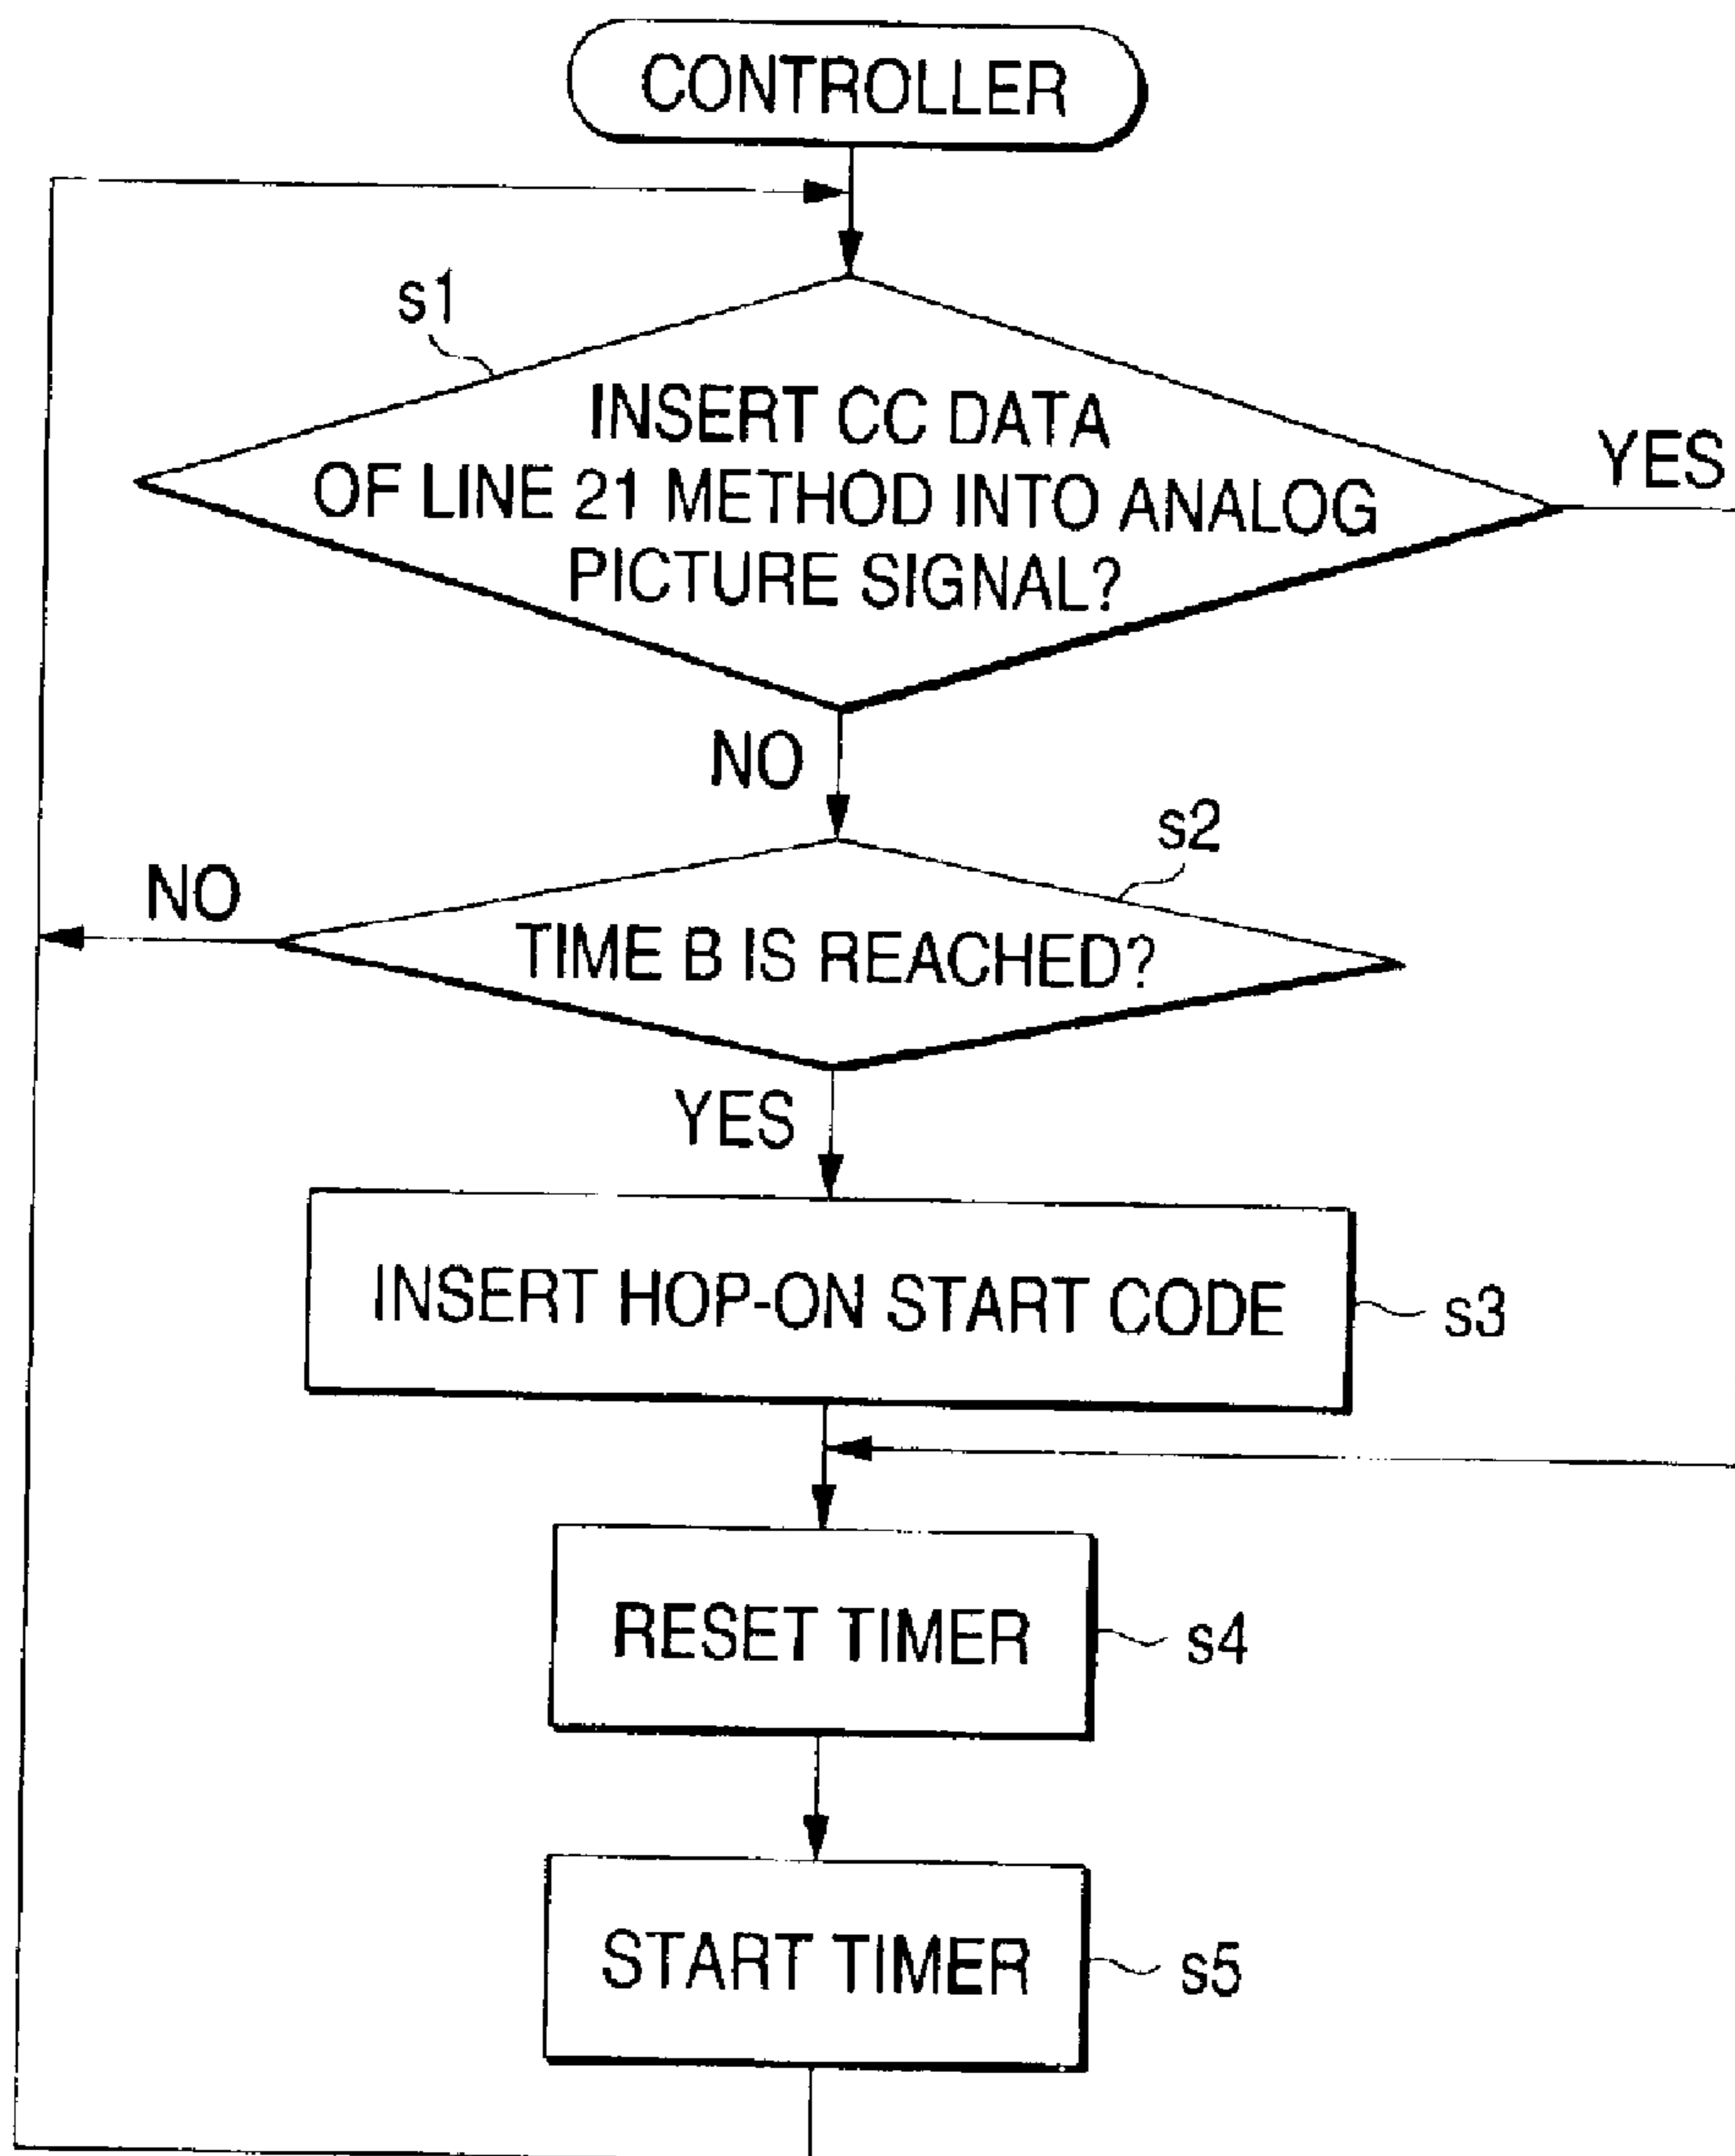 CONTROLLER
s1
INSERT CC DATA
OF LINE 21 METHOD INTO ANALOG
PICTURE SIGNAL?
YES
NO
s2
NO
TIME B IS REACHED?
YES
INSERT HOP-ON START CODE
s3
RESET TIMER
s4
START TIMER
s5